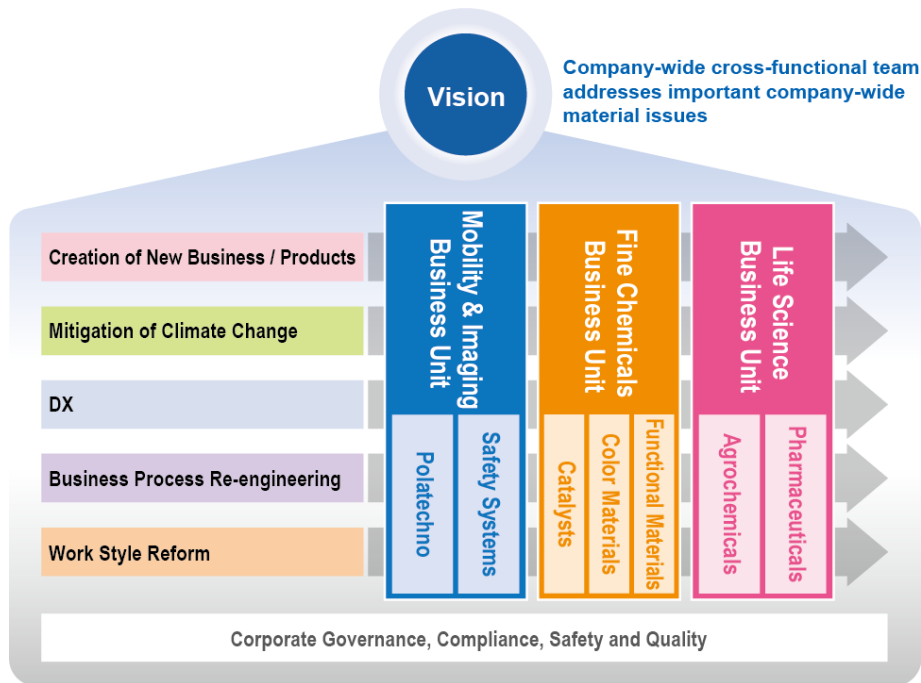 Vision
Company-wide cross-functional team
addresses important company-wide
material issues
Creation of New Business / Products
Mitigation of Climate Change
DX
Business Process Re-engineering
Work Style Reform
Mobility & Imaging
Business Unit
Safety Systems
Polatechno
Fine Chemicals
Business Unit
Functional Materials
Color Materials
Catalysts
Life Science
Business Unit
Pharmaceuticals
Agrochemicals
Corporate Governance, Compliance, Safety and Quality